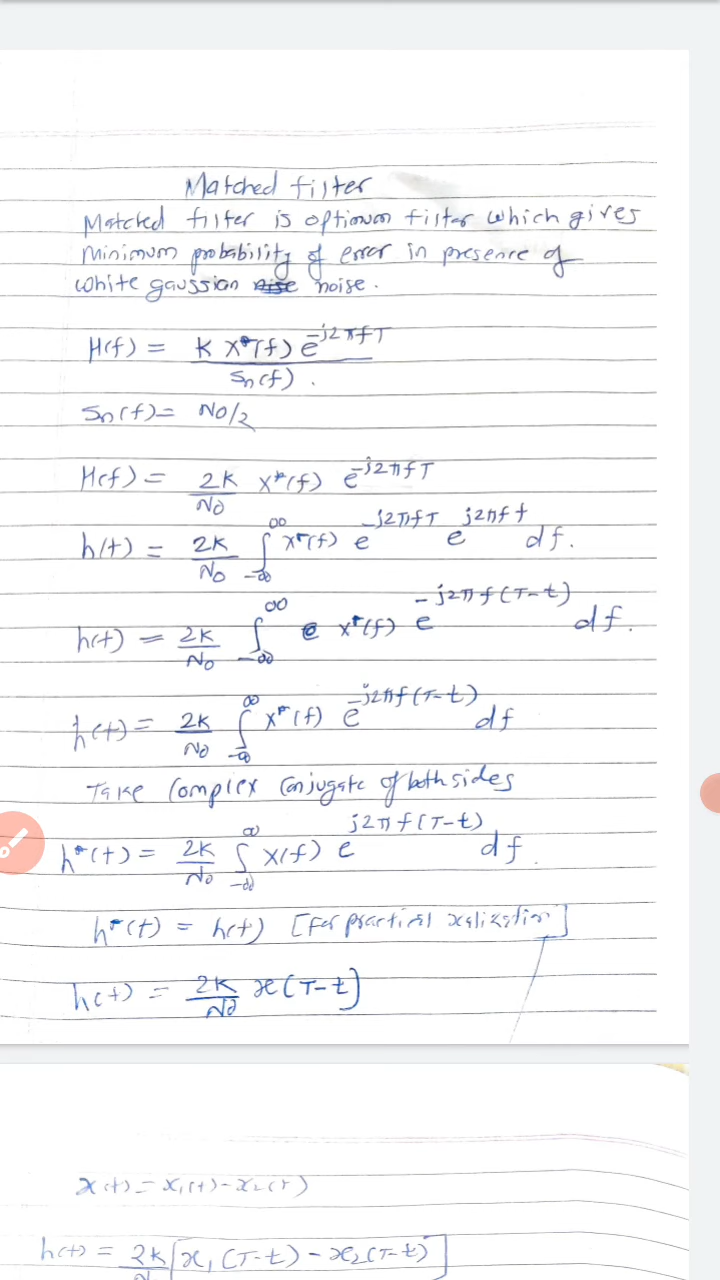 Matched filter
Matcked filter is optimum filter which gives
Minimum probability of error in presence of
white gaussian noise.
H(f) = K X*(f) e^-j2πfT / Sn(f).
Sn(f) = N0/2
H(f) = 2K/N0 X*(f) e^-j2πfT
h(t) = 2K/N0 ∫_-∞^∞ X*(f) e^-j2πfT e^j2πft df.
h(t) = 2K/N0 ∫_-∞^∞ X*(f) e^-j2πf(T-t) df.
h(t) = 2K/N0 ∫_-∞^∞ X*(f) e^-j2πf(T-t) df
Take Complex Conjugate of both sides
h*(t) = 2K/N0 ∫_-∞^∞ X(f) e^j2πf(T-t) df.
h*(t) = h(t) [For practical realization]
h(t) = 2K/N0 x(T-t)
x(t) = x1(t) - x2(t)
h(t) = 2K/N0 [x1(T-t) - x2(T-t)]